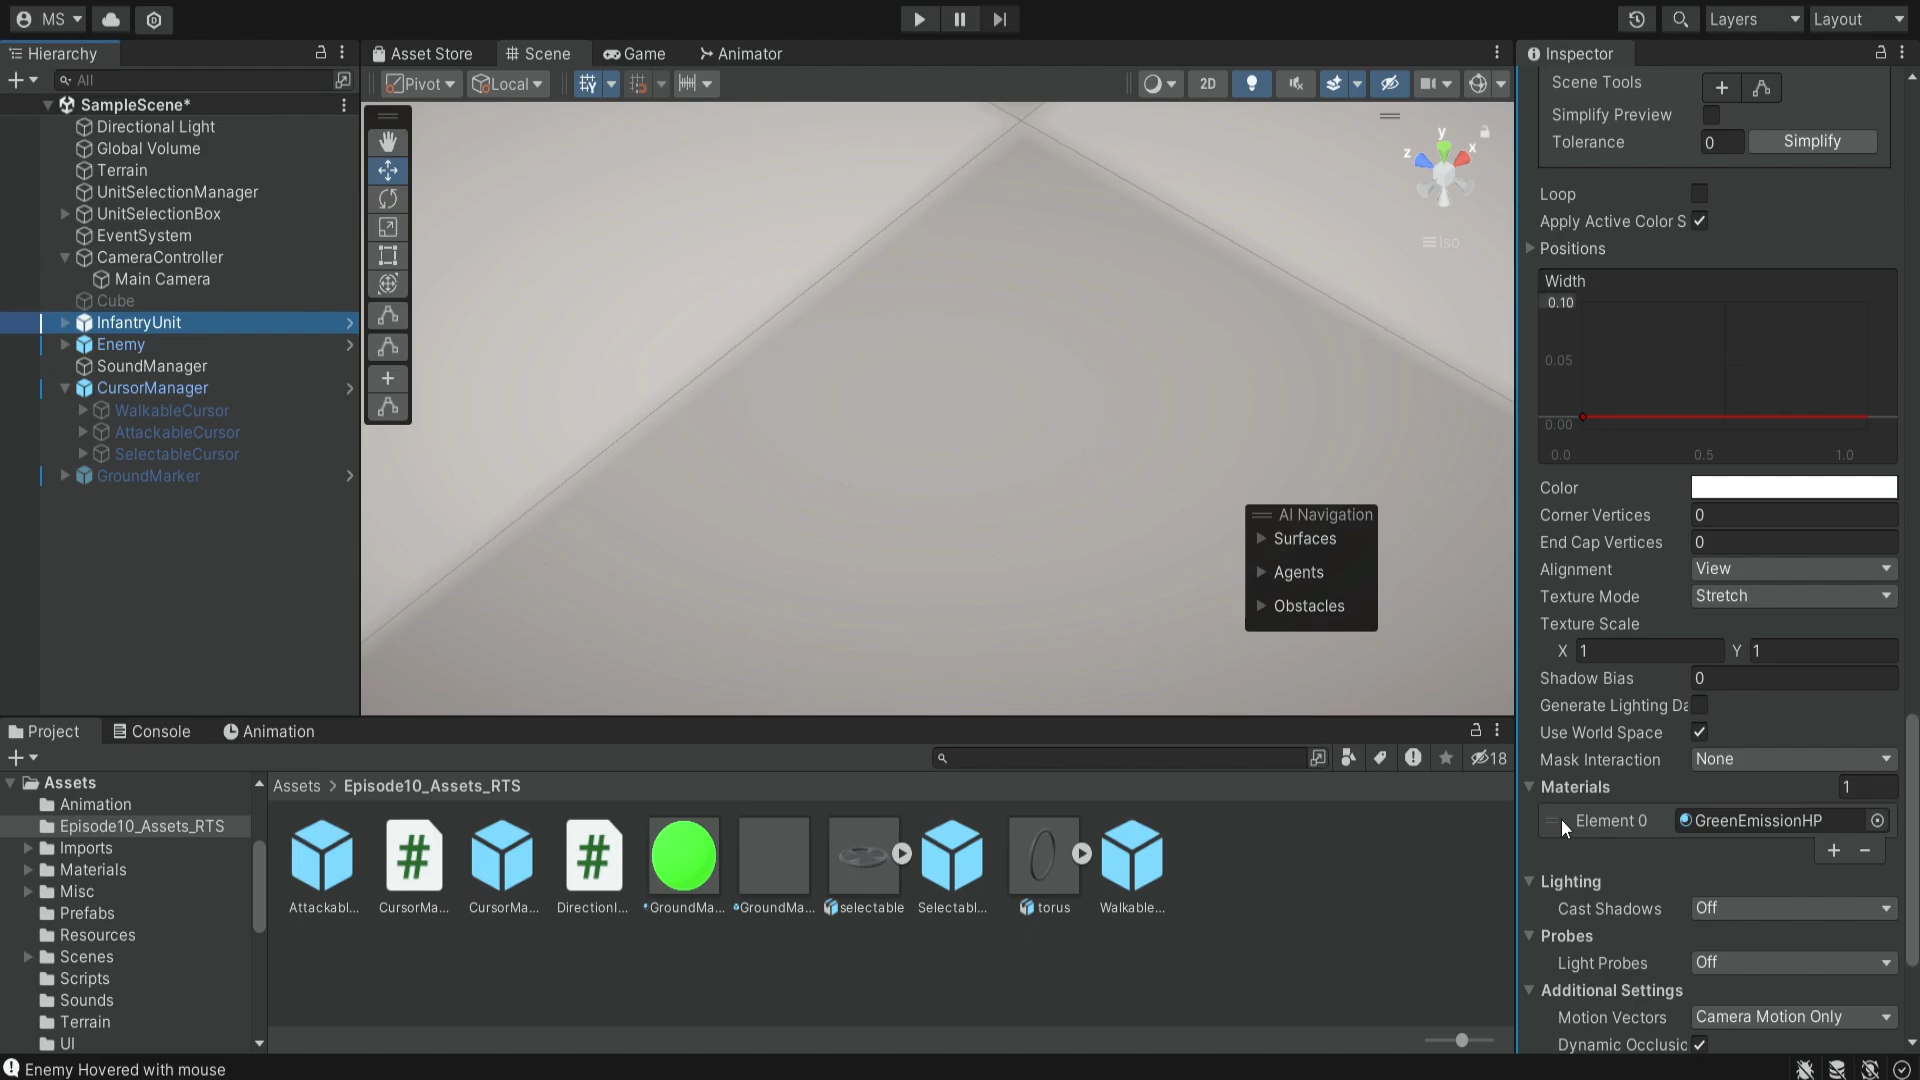 MS
Layers
Layout
Hierarchy
All
SampleScene*
Directional Light
Global Volume
Terrain
UnitSelectionManager
UnitSelectionBox
EventSystem
CameraController
Main Camera
Cube
InfantryUnit
Enemy
SoundManager
CursorManager
WalkableCursor
AttackableCursor
SelectableCursor
GroundMarker
Asset Store
Scene
Game
Animator
Pivot
Local
2D
y
z
x
Iso
AI Navigation
Surfaces
Agents
Obstacles
Inspector
Scene Tools
Simplify Preview
Tolerance 0 Simplify
Loop
Apply Active Color S
Positions
Width
0.10
0.05
0.00
0.0 0.5 1.0
Color
Corner Vertices 0
End Cap Vertices 0
Alignment View
Texture Mode Stretch
Texture Scale
X 1 Y 1
Shadow Bias 0
Generate Lighting Da
Use World Space
Mask Interaction None
Materials 1
Element 0 GreenEmissionHP
Lighting
Cast Shadows Off
Probes
Light Probes Off
Additional Settings
Motion Vectors Camera Motion Only
Dynamic Occlusic
Project
Console
Animation
18
Assets
Animation
Episode10_Assets_RTS
Imports
Materials
Misc
Prefabs
Resources
Scenes
Scripts
Sounds
Terrain
UI
Assets > Episode10_Assets_RTS
Attackabl...
CursorMa...
CursorMa...
DirectionI...
GroundMa...
GroundMa...
selectable
Selectabl...
torus
Walkable...
Enemy Hovered with mouse